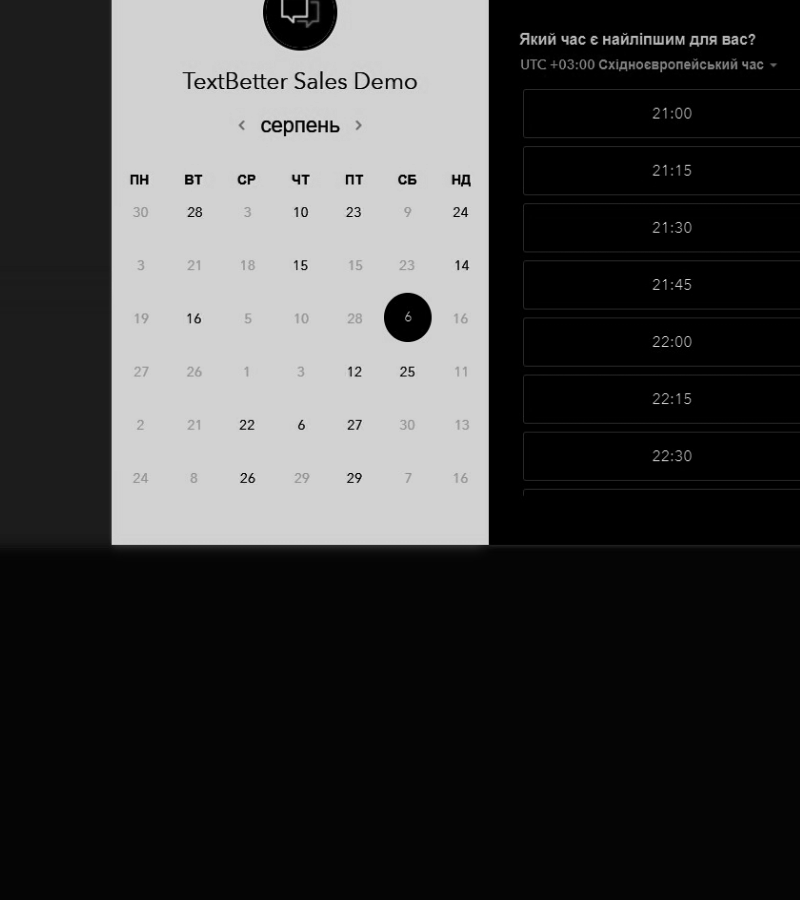 TextBetter Sales Demo
серпень
ПН ВТ СР ЧТ ПТ СБ НД
30 28 3 10 23 9 24
3 21 18 15 15 23 14
19 16 5 10 28 6 16
27 26 1 3 12 25 11
2 21 22 6 27 30 13
24 8 26 29 29 7 16
Який час є найліпшим для вас?
UTC +03:00 Східноєвропейський час
21:00
21:15
21:30
21:45
22:00
22:15
22:30